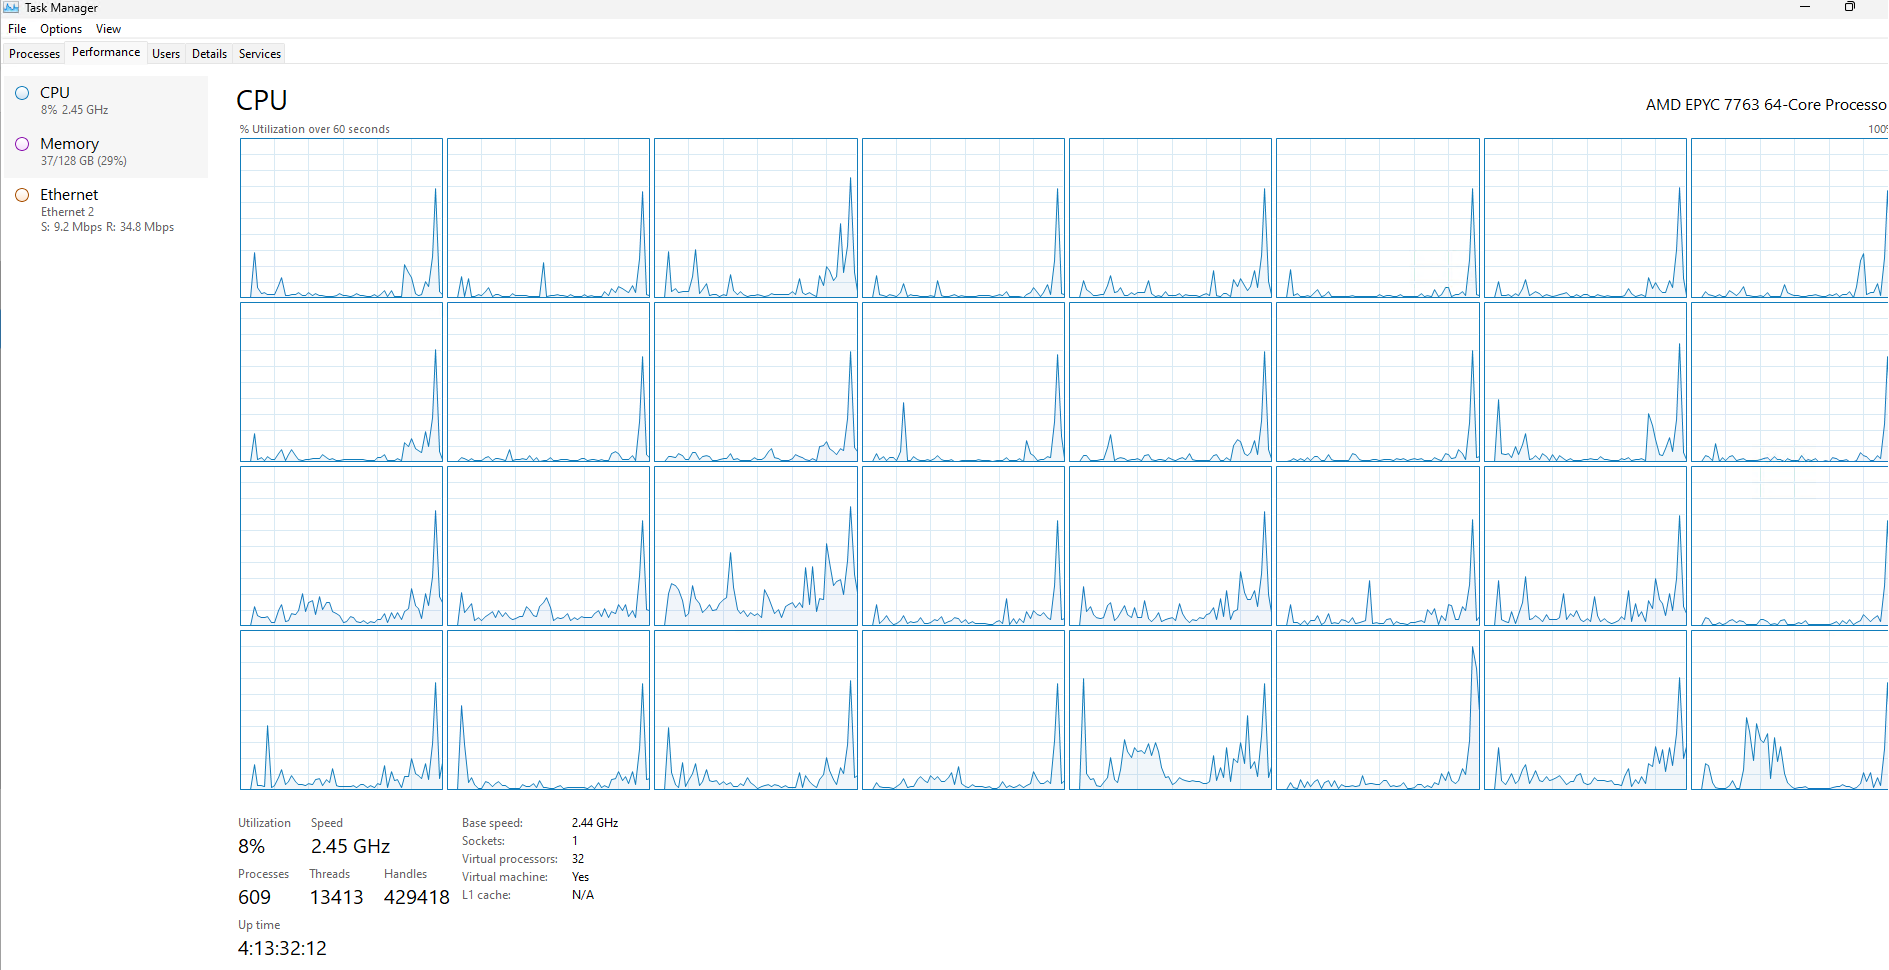 Task Manager
File Options View
Processes Performance Users Details Services
CPU
8% 2.45 GHz
Memory
37/128 GB (29%)
Ethernet
Ethernet 2
S: 9.2 Mbps R: 34.8 Mbps
CPU
AMD EPYC 7763 64-Core Processo
% Utilization over 60 seconds
100%
Utilization Speed
8% 2.45 GHz
Processes Threads Handles
609 13413 429418
Up time
4:13:32:12
Base speed: 2.44 GHz
Sockets: 1
Virtual processors: 32
Virtual machine: Yes
L1 cache: N/A